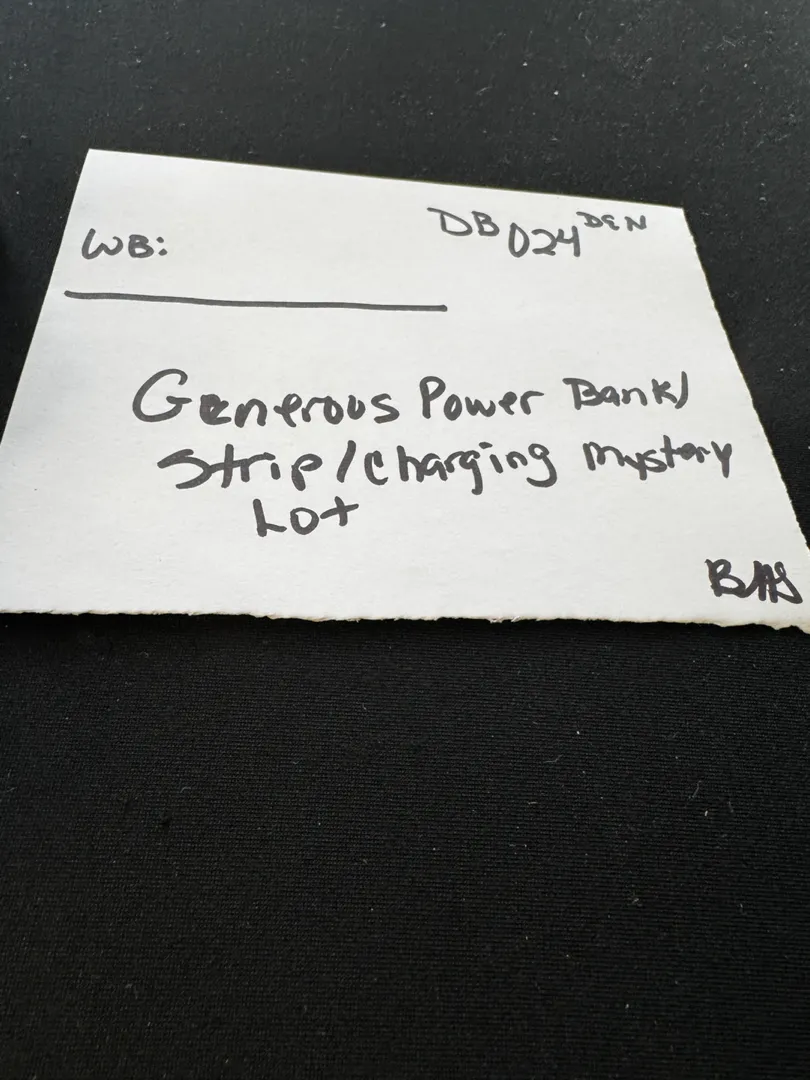 WB:
DB 024 DEN
Generous Power Bank/
Strip/Charging Mystery
Lot